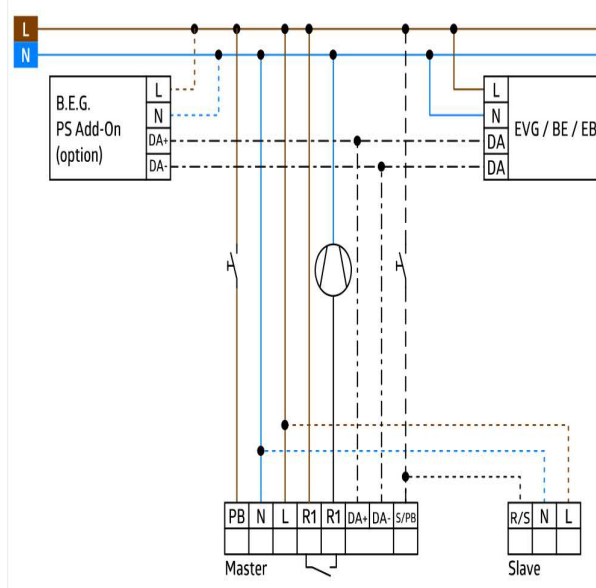 L
N
B.E.G.
PS Add-On
(option)
L
N
DA+
DA-
L
N
DA
DA
EVG / BE / EB
PB N L R1 R1 DA+ DA- S/PB
Master
R/S N L
Slave